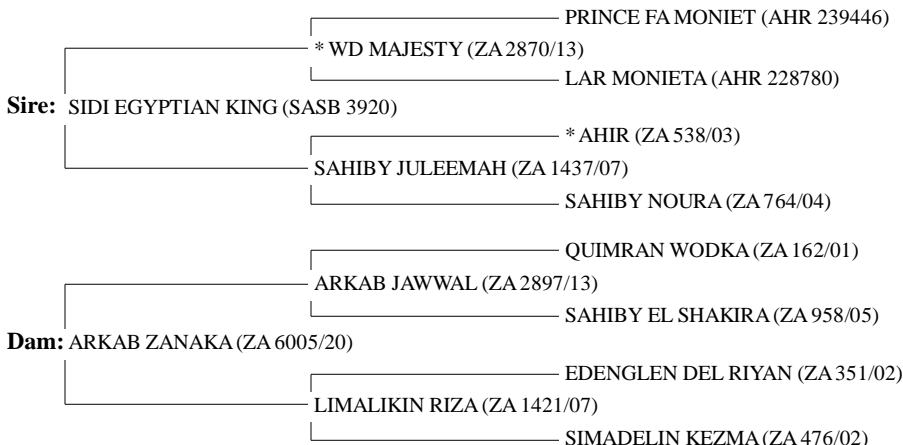 PRINCE FA MONIET (AHR 239446)
* WD MAJESTY (ZA 2870/13)
LAR MONIETA (AHR 228780)
Sire: SIDI EGYPTIAN KING (SASB 3920)
* AHIR (ZA 538/03)
SAHIBY JULEEMAH (ZA 1437/07)
SAHIBY NOURA (ZA 764/04)
QUIMRAN WODKA (ZA 162/01)
ARKAB JAWWAL (ZA 2897/13)
SAHIBY EL SHAKIRA (ZA 958/05)
Dam: ARKAB ZANAKA (ZA 6005/20)
EDENGLEN DEL RIYAN (ZA 351/02)
LIMALIKIN RIZA (ZA 1421/07)
SIMADELIN KEZMA (ZA 476/02)